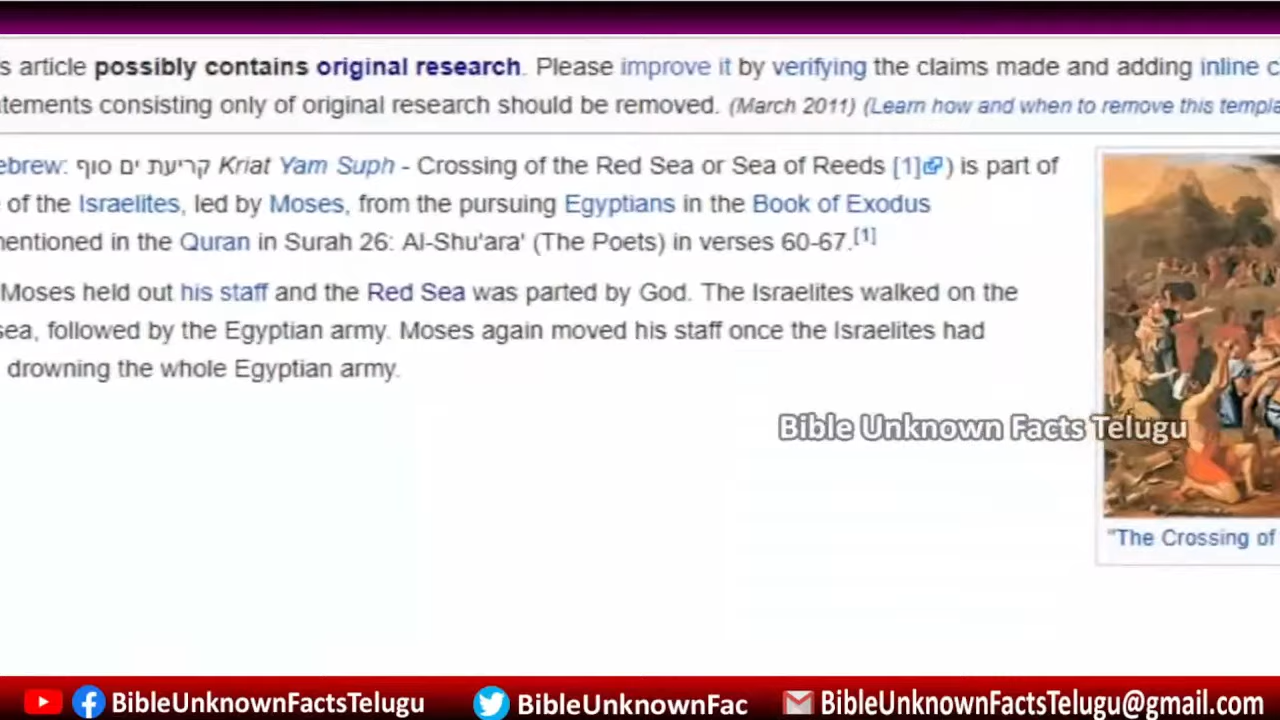 s article possibly contains original research. Please improve it by verifying the claims made and adding inline c
tements consisting only of original research should be removed. (March 2011) (Learn how and when to remove this templa
ebrew: קריעת ים סוף Kriat Yam Suph - Crossing of the Red Sea or Sea of Reeds [1] ) is part of
of the Israelites, led by Moses, from the pursuing Egyptians in the Book of Exodus
mentioned in the Quran in Surah 26: Al-Shu'ara' (The Poets) in verses 60-67.[1]
Moses held out his staff and the Red Sea was parted by God. The Israelites walked on the
sea, followed by the Egyptian army. Moses again moved his staff once the Israelites had
drowning the whole Egyptian army.
Bible Unknown Facts Telugu
"The Crossing of
BibleUnknownFactsTelugu BibleUnknownFac BibleUnknownFactsTelugu@gmail.com